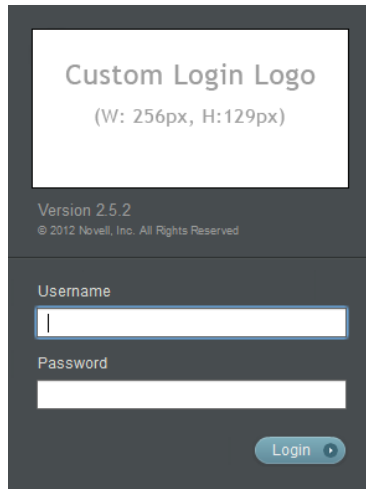 Custom Login Logo
(W: 256px, H:129px)
Version 2.5.2
© 2012 Novell, Inc. All Rights Reserved
Username
Password
Login